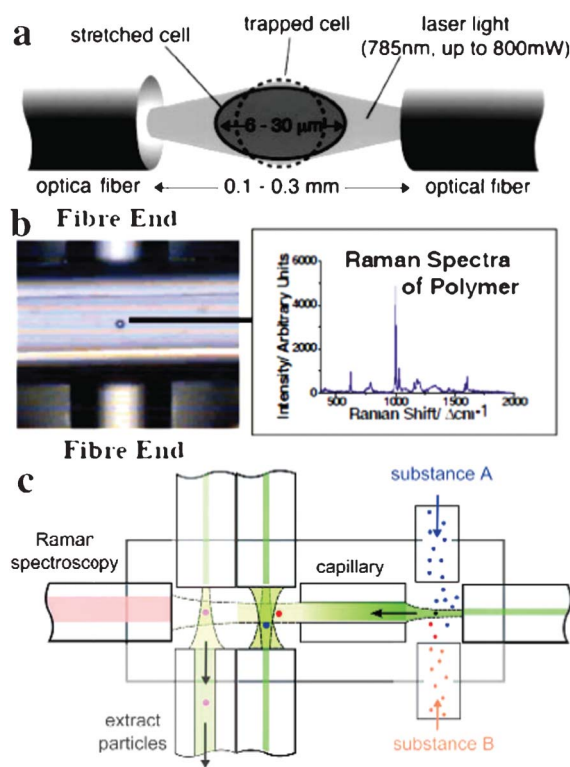 a
stretched cell
trapped cell
laser light
(785nm, up to 800mW)
6 - 30 µm
optica fiber
0.1 - 0.3 mm
optical fiber
b
Fibre End
Fibre End
Raman Spectra
of Polymer
Intensity/ Arbitrary Units
6000
4000
2000
0
500
1000
1500
2000
Raman Shift/ Δcm-1
c
Raman
spectroscopy
capillary
substance A
extract
particles
substance B